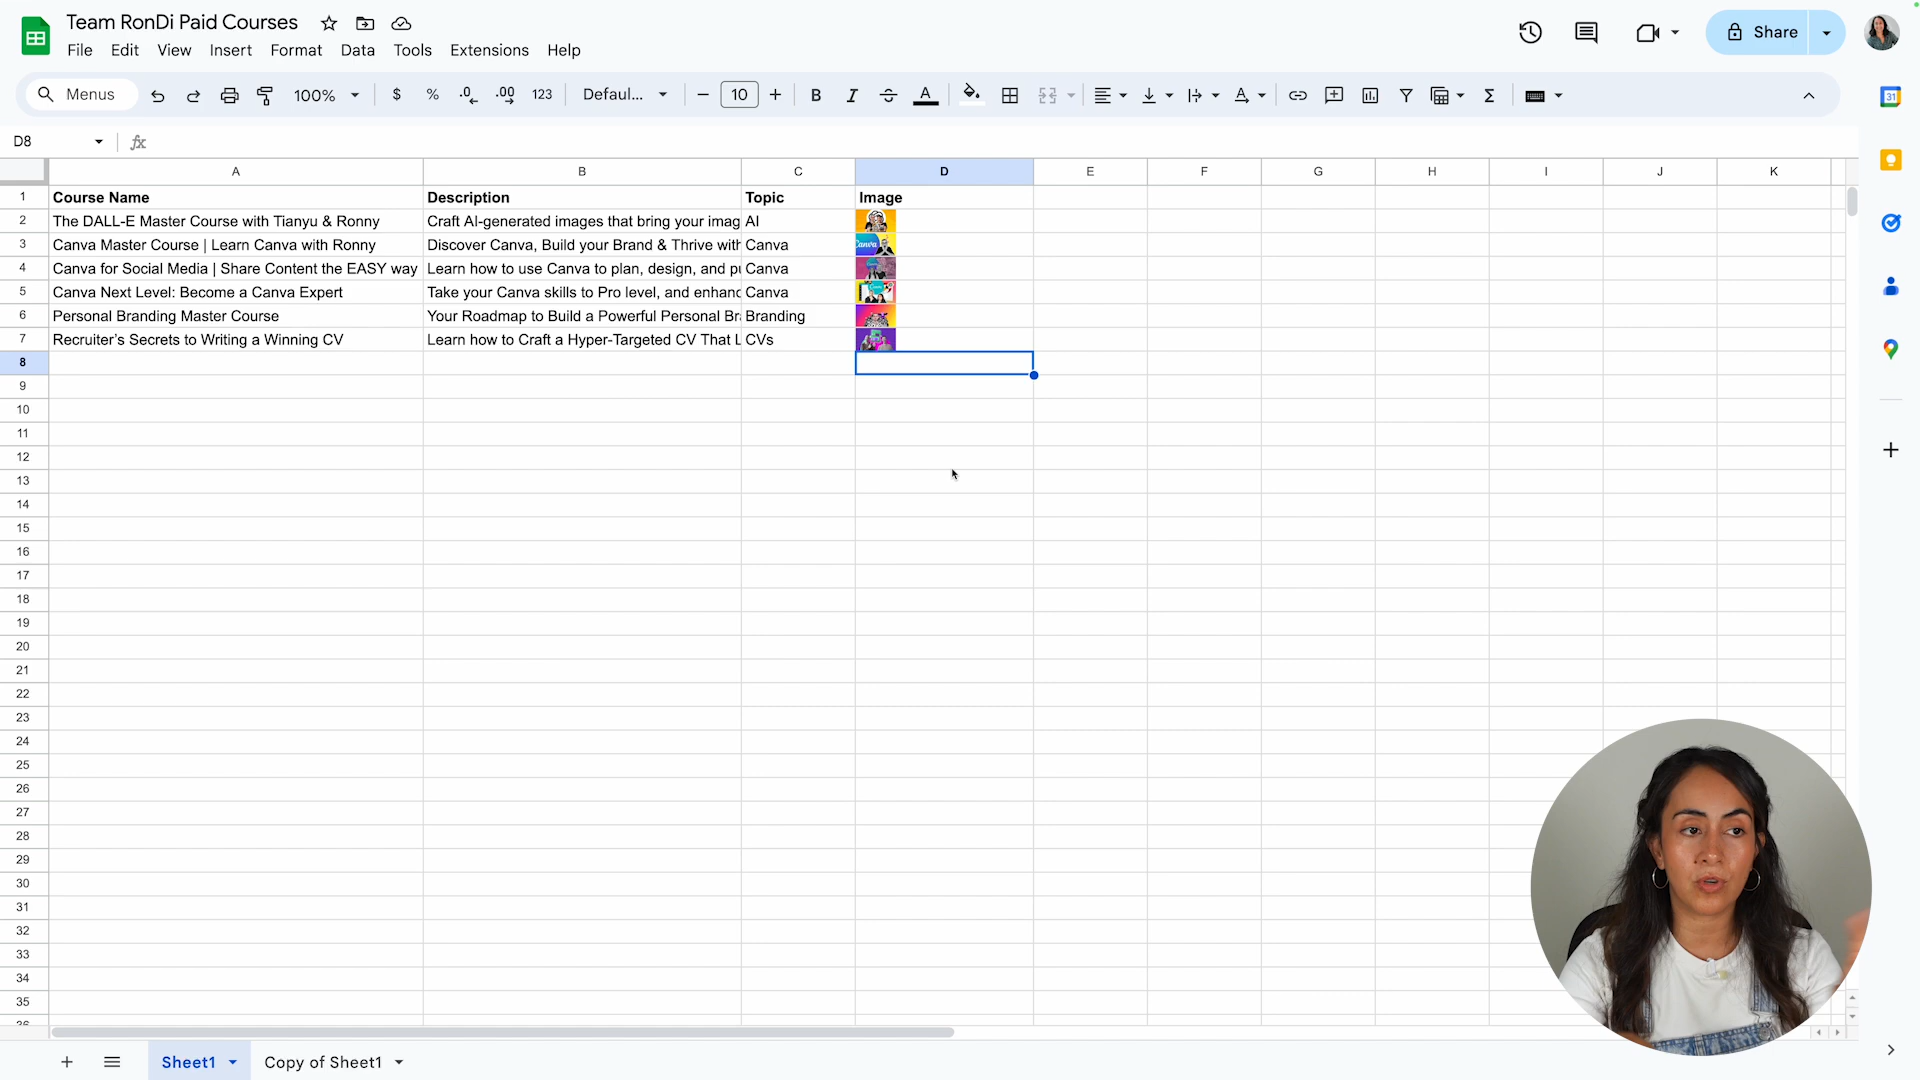 Team RonDi Paid Courses
File Edit View Insert Format Data Tools Extensions Help
Share
Menus
100%
$ % .0 .00 123
Defaul...
10
B I S A
D8
fx
A B C D E F G H I J K
1 Course Name Description Topic Image
2 The DALL-E Master Course with Tianyu & Ronny Craft AI-generated images that bring your imag AI
3 Canva Master Course | Learn Canva with Ronny Discover Canva, Build your Brand & Thrive with Canva
4 Canva for Social Media | Share Content the EASY way Learn how to use Canva to plan, design, and pu Canva
5 Canva Next Level: Become a Canva Expert Take your Canva skills to Pro level, and enhanc Canva
6 Personal Branding Master Course Your Roadmap to Build a Powerful Personal Br Branding
7 Recruiter’s Secrets to Writing a Winning CV Learn how to Craft a Hyper-Targeted CV That L CVs
8
9
10
11
12
13
14
15
16
17
18
19
20
21
22
23
24
25
26
27
28
29
30
31
32
33
34
35
36
Sheet1 Copy of Sheet1